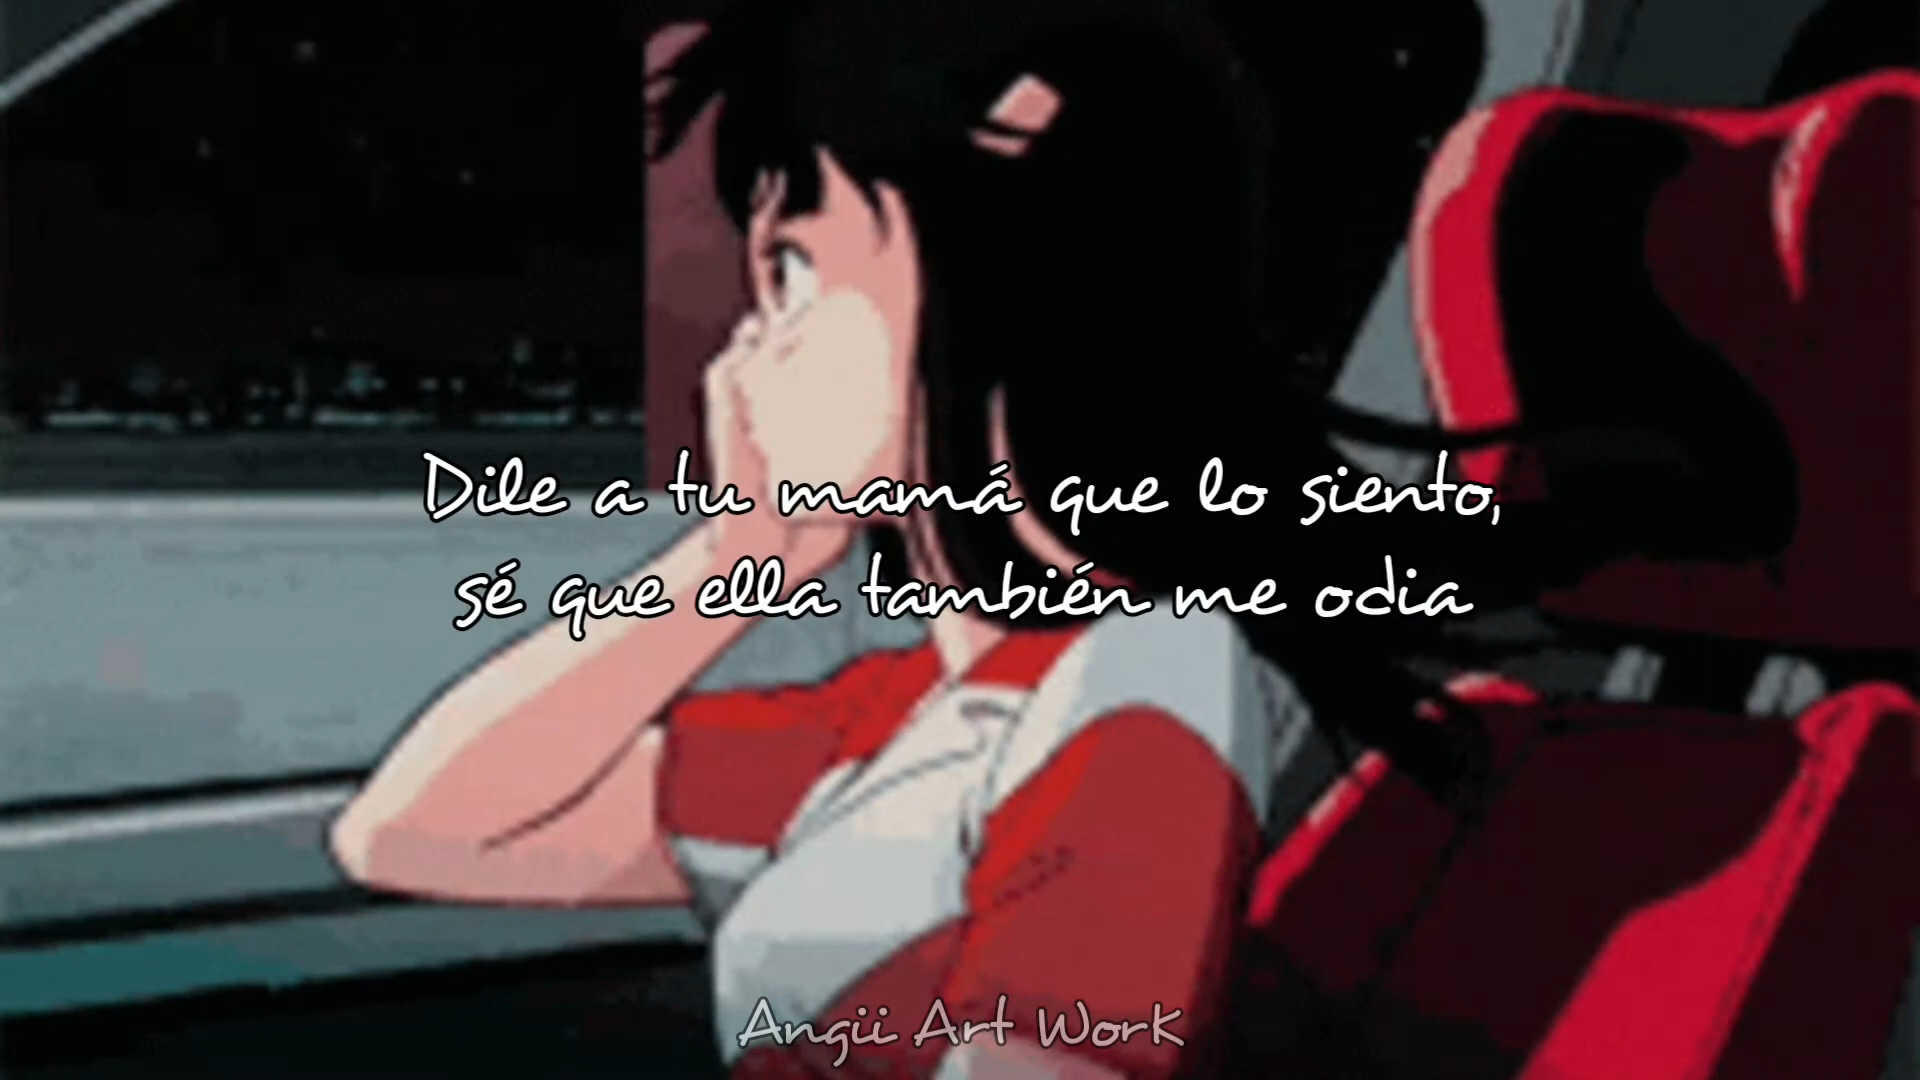 Dile a tu mamá que lo siento,
sé que ella también me odia
Angii Art Work